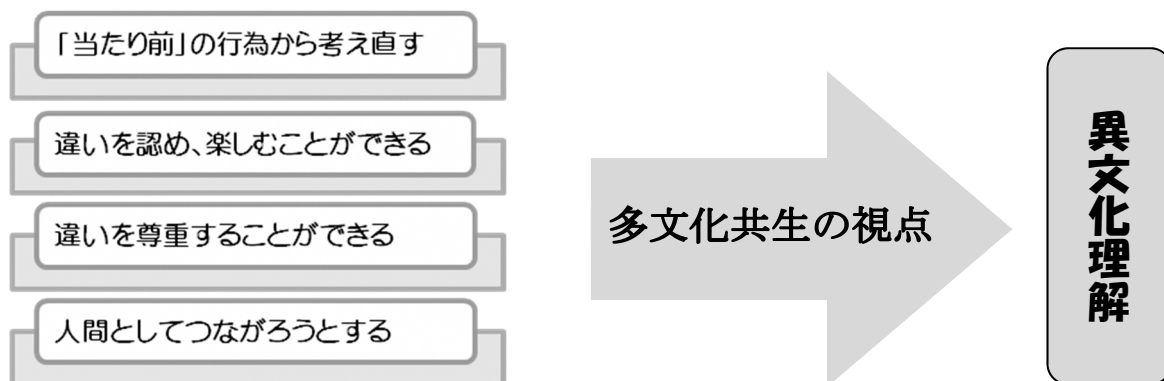 「当たり前」の行為から考え直す
違いを認め、楽しむことができる
違いを尊重することができる
人間としてつながろうとする
多文化共生の視点
異文化理解